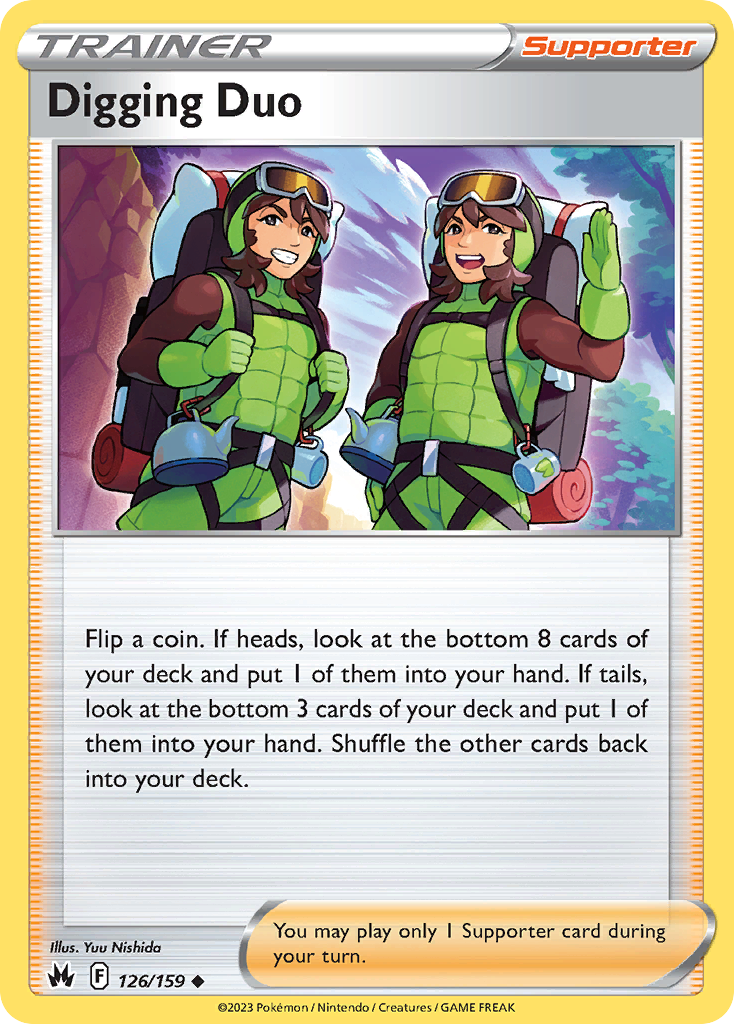 TRAINER
Supporter
Digging Duo
Flip a coin. If heads, look at the bottom 8 cards of
your deck and put 1 of them into your hand. If tails,
look at the bottom 3 cards of your deck and put 1 of
them into your hand. Shuffle the other cards back
into your deck.
You may play only 1 Supporter card during
your turn.
Illus. Yuu Nishida
F 126/159
©2023 Pokémon / Nintendo / Creatures / GAME FREAK